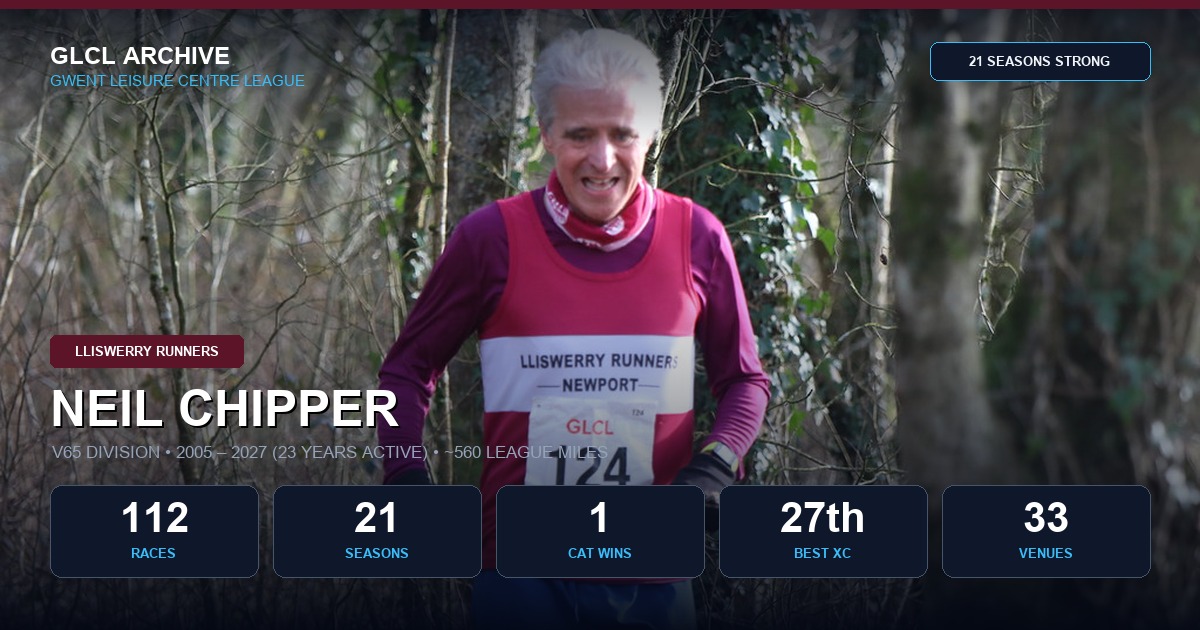 GLCL ARCHIVE
GWENT LEISURE CENTRE LEAGUE
21 SEASONS STRONG
LLISWERRY RUNNERS
NEWPORT
GLCL
124
124
LLISWERRY RUNNERS
NEIL CHIPPER
V65 DIVISION • 2005 – 2027 (23 YEARS ACTIVE) • ~560 LEAGUE MILES
112
RACES
21
SEASONS
1
CAT WINS
27th
BEST XC
33
VENUES